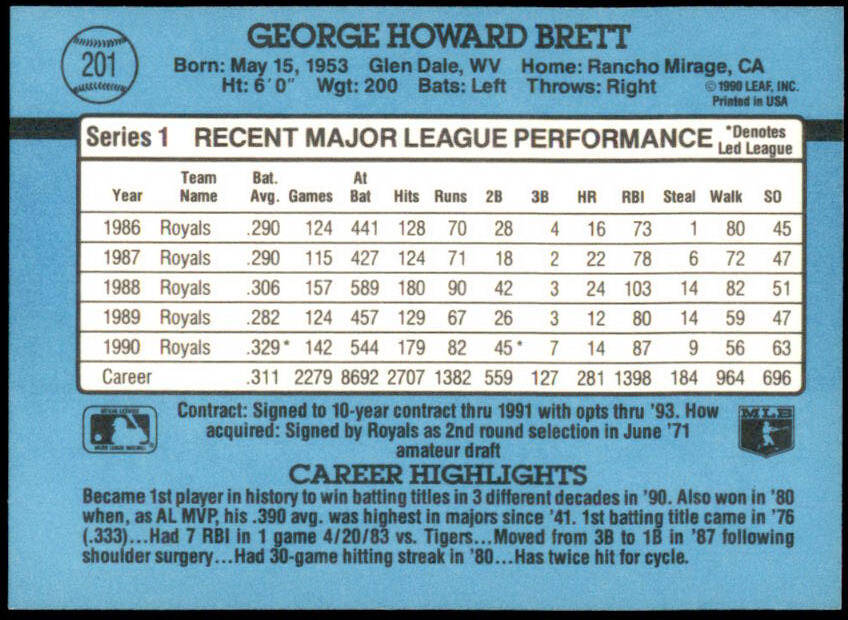 201
GEORGE HOWARD BRETT
Born: May 15, 1953 Glen Dale, WV Home: Rancho Mirage, CA
Ht: 6'0" Wgt: 200 Bats: Left Throws: Right
©1990 LEAF, INC.
Printed in USA
Series 1 RECENT MAJOR LEAGUE PERFORMANCE *Denotes Led League
Year Team Name Bat. Avg. Games At Bat Hits Runs 2B 3B HR RBI Steal Walk SO
1986 Royals .290 124 441 128 70 28 4 16 73 1 80 45
1987 Royals .290 115 427 124 71 18 2 22 78 6 72 47
1988 Royals .306 157 589 180 90 42 3 24 103 14 82 51
1989 Royals .282 124 457 129 67 26 3 12 80 14 59 47
1990 Royals .329* 142 544 179 82 45* 7 14 87 9 56 63
Career .311 2279 8692 2707 1382 559 127 281 1398 184 964 696
Contract: Signed to 10-year contract thru 1991 with opts thru '93. How
acquired: Signed by Royals as 2nd round selection in June '71
amateur draft
MLB
CAREER HIGHLIGHTS
Became 1st player in history to win batting titles in 3 different decades in '90. Also won in '80
when, as AL MVP, his .390 avg. was highest in majors since '41. 1st batting title came in '76
(.333)...Had 7 RBI in 1 game 4/20/83 vs. Tigers...Moved from 3B to 1B in '87 following
shoulder surgery...Had 30-game hitting streak in '80...Has twice hit for cycle.